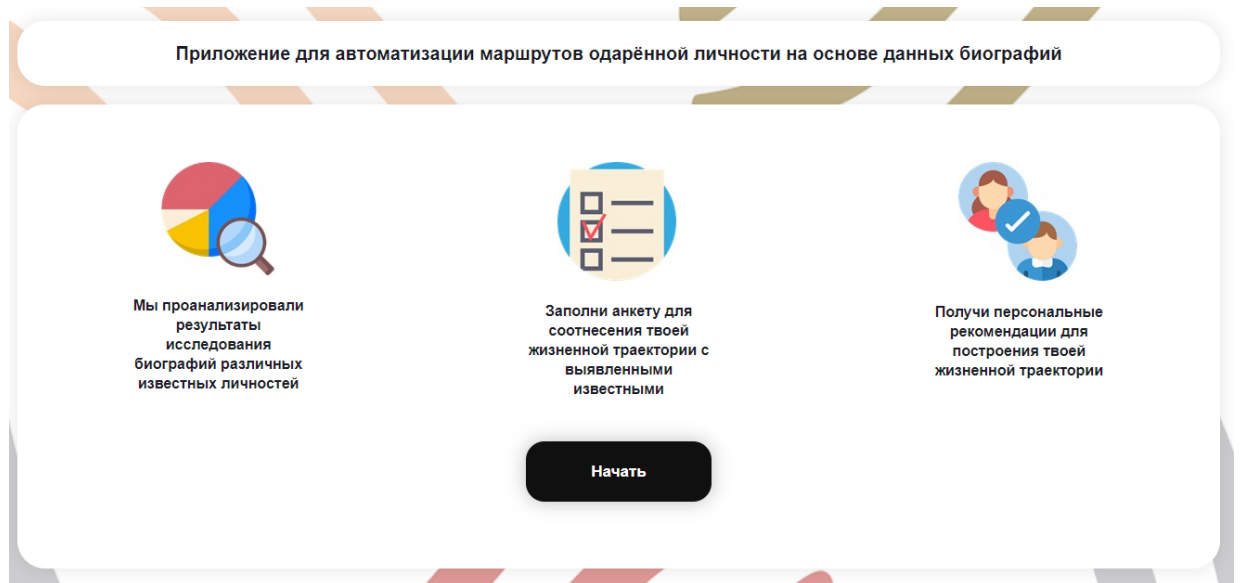 Приложение для автоматизации маршрутов одарённой личности на основе данных биографий
Мы проанализировали
результаты
исследования
биографий различных
известных личностей
Заполни анкету для
соотнесения твоей
жизненной траектории с
выявленными
известными
Получи персональные
рекомендации для
построения твоей
жизненной траектории
Начать